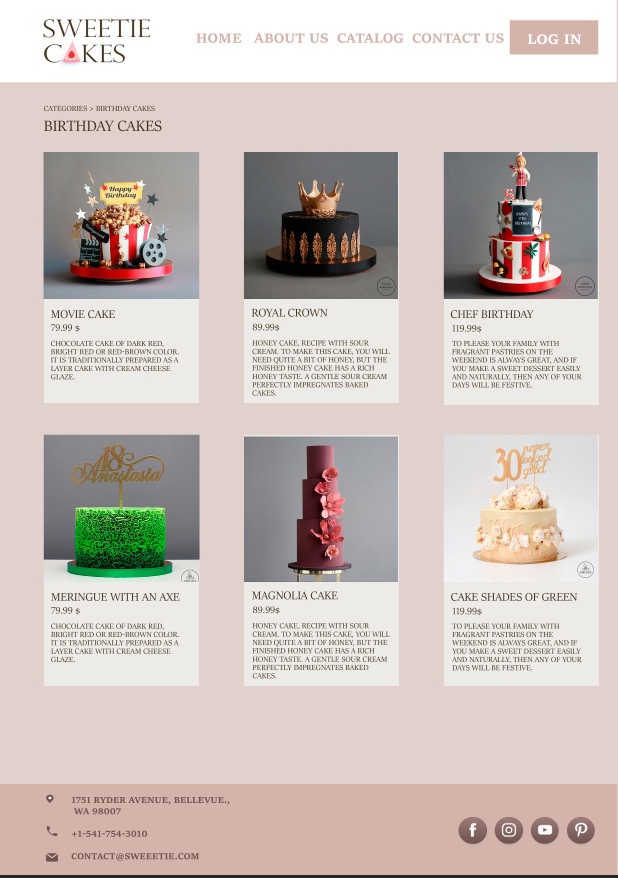 SWEETIE
CAKES
HOME ABOUT US CATALOG CONTACT US LOG IN
CATEGORIES > BIRTHDAY CAKES
BIRTHDAY CAKES
Happy
Birthday
MOVIE CAKE
79.99 $
CHOCOLATE CAKE OF DARK RED,
BRIGHT RED OR RED-BROWN COLOR.
IT IS TRADITIONALLY PREPARED AS A
LAYER CAKE WITH CREAM CHEESE
GLAZE.
ROYAL CROWN
89.99$
HONEY CAKE, RECIPE WITH SOUR
CREAM. TO MAKE THIS CAKE, YOU WILL
NEED QUITE A BIT OF HONEY, BUT THE
FINISHED HONEY CAKE HAS A RICH
HONEY TASTE. A GENTLE SOUR CREAM
PERFECTLY IMPREGNATES BAKED
CAKES.
CHEF BIRTHDAY
119.99$
TO PLEASE YOUR FAMILY WITH
FRAGRANT PASTRIES ON THE
WEEKEND IS ALWAYS GREAT, AND IF
YOU MAKE A SWEET DESSERT EASILY
AND NATURALLY, THEN ANY OF YOUR
DAYS WILL BE FESTIVE.
18
Anastasia
MERINGUE WITH AN AXE
79.99 $
CHOCOLATE CAKE OF DARK RED,
BRIGHT RED OR RED-BROWN COLOR.
IT IS TRADITIONALLY PREPARED AS A
LAYER CAKE WITH CREAM CHEESE
GLAZE.
MAGNOLIA CAKE
89.99$
HONEY CAKE, RECIPE WITH SOUR
CREAM. TO MAKE THIS CAKE, YOU WILL
NEED QUITE A BIT OF HONEY, BUT THE
FINISHED HONEY CAKE HAS A RICH
HONEY TASTE. A GENTLE SOUR CREAM
PERFECTLY IMPREGNATES BAKED
CAKES.
30 never
looked
so
good
CAKE SHADES OF GREEN
119.99$
TO PLEASE YOUR FAMILY WITH
FRAGRANT PASTRIES ON THE
WEEKEND IS ALWAYS GREAT, AND IF
YOU MAKE A SWEET DESSERT EASILY
AND NATURALLY, THEN ANY OF YOUR
DAYS WILL BE FESTIVE.
1751 RYDER AVENUE, BELLEVUE.,
WA 98007
+1-541-754-3010
CONTACT@SWEEETIE.COM